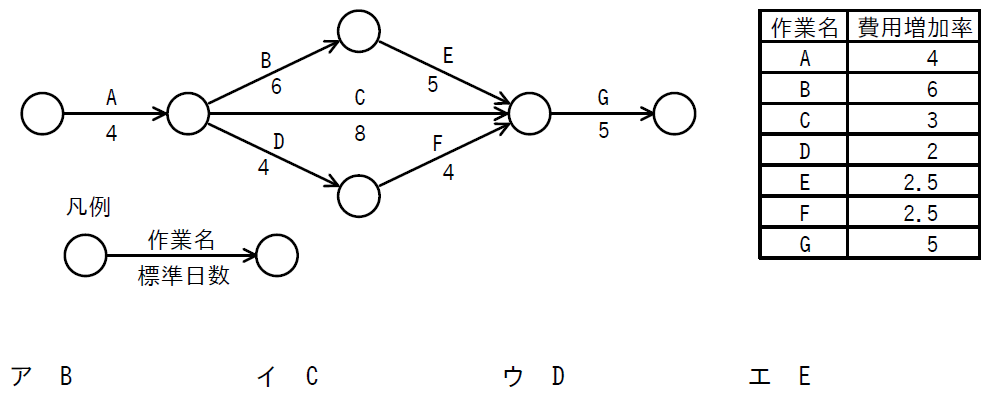 作業名 費用増加率
A 4
B 6
C 3
D 2
E 2.5
F 2.5
G 5
A
4
B
6
C
8
D
4
E
5
F
4
G
5
凡例
作業名
標準日数
ア B イ C ウ D エ E